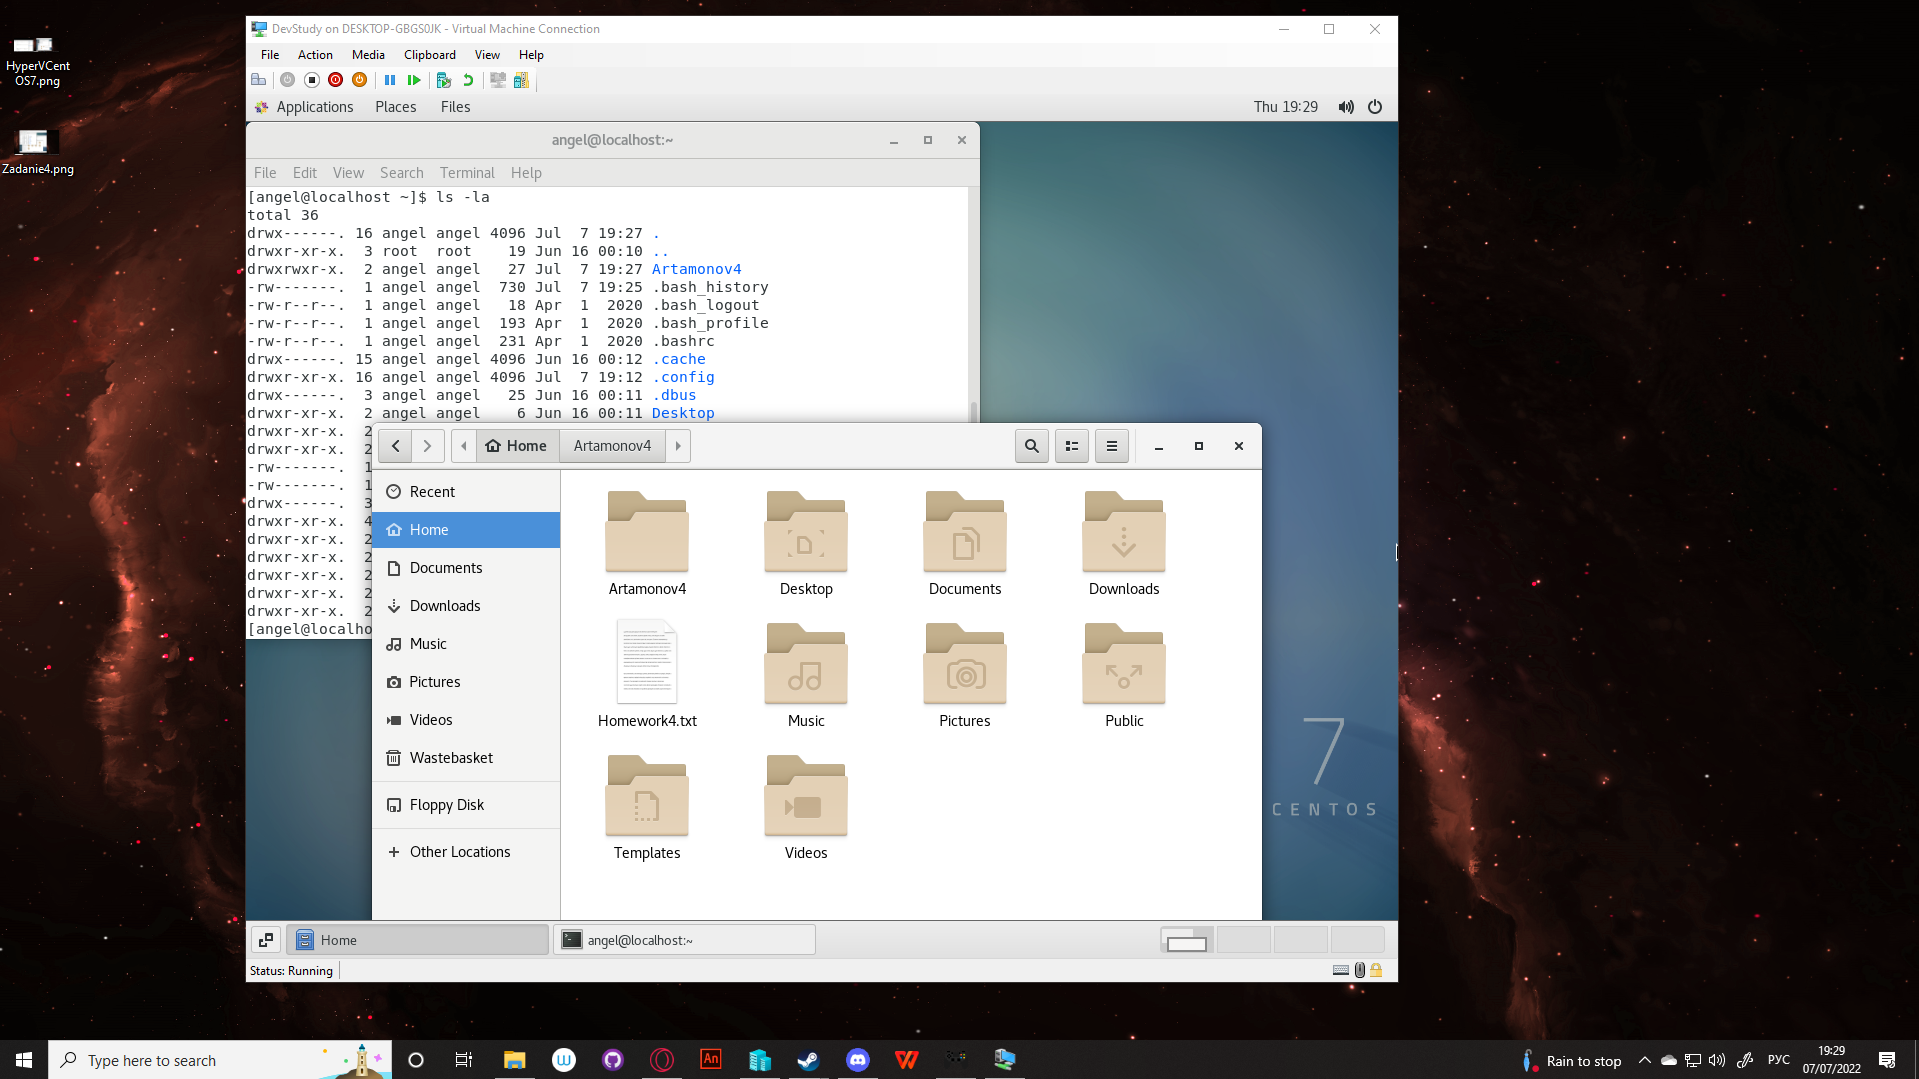 HyperVCent
OS7.png
Zadanie4.png
DevStudy on DESKTOP-GBGS0JK - Virtual Machine Connection
File Action Media Clipboard View Help
Applications Places Files Thu 19:29
angel@localhost:~
File Edit View Search Terminal Help
[angel@localhost ~]$ ls -la
total 36
drwx------. 16 angel angel 4096 Jul  7 19:27 .
drwxr-xr-x.  3 root  root    19 Jun 16 00:10 ..
drwxrwxr-x.  2 angel angel   27 Jul  7 19:27 Artamonov4
-rw-------.  1 angel angel  730 Jul  7 19:25 .bash_history
-rw-r--r--.  1 angel angel   18 Apr  1  2020 .bash_logout
-rw-r--r--.  1 angel angel  193 Apr  1  2020 .bash_profile
-rw-r--r--.  1 angel angel  231 Apr  1  2020 .bashrc
drwx------. 15 angel angel 4096 Jun 16 00:12 .cache
drwxr-xr-x. 16 angel angel 4096 Jul  7 19:12 .config
drwx------.  3 angel angel   25 Jun 16 00:11 .dbus
drwxr-xr-x.  2 angel angel    6 Jun 16 00:11 Desktop
drwxr-xr-x.  2
drwxr-xr-x.  2
-rw-------.  1
-rw-------.  1
drwx------.  3
drwxr-xr-x.  4
drwxr-xr-x.  2
drwxr-xr-x.  2
drwxr-xr-x.  2
drwxr-xr-x.  2
drwxr-xr-x.  2
[angel@localho
Home Artamonov4
Recent
Home
Documents
Downloads
Music
Pictures
Videos
Wastebasket
Floppy Disk
Other Locations
Artamonov4 Desktop Documents Downloads
Homework4.txt Music Pictures Public
Templates Videos
7
CENTOS
Home angel@localhost:~
Status: Running
Type here to search
An
Rain to stop
РУС
19:29
07/07/2022